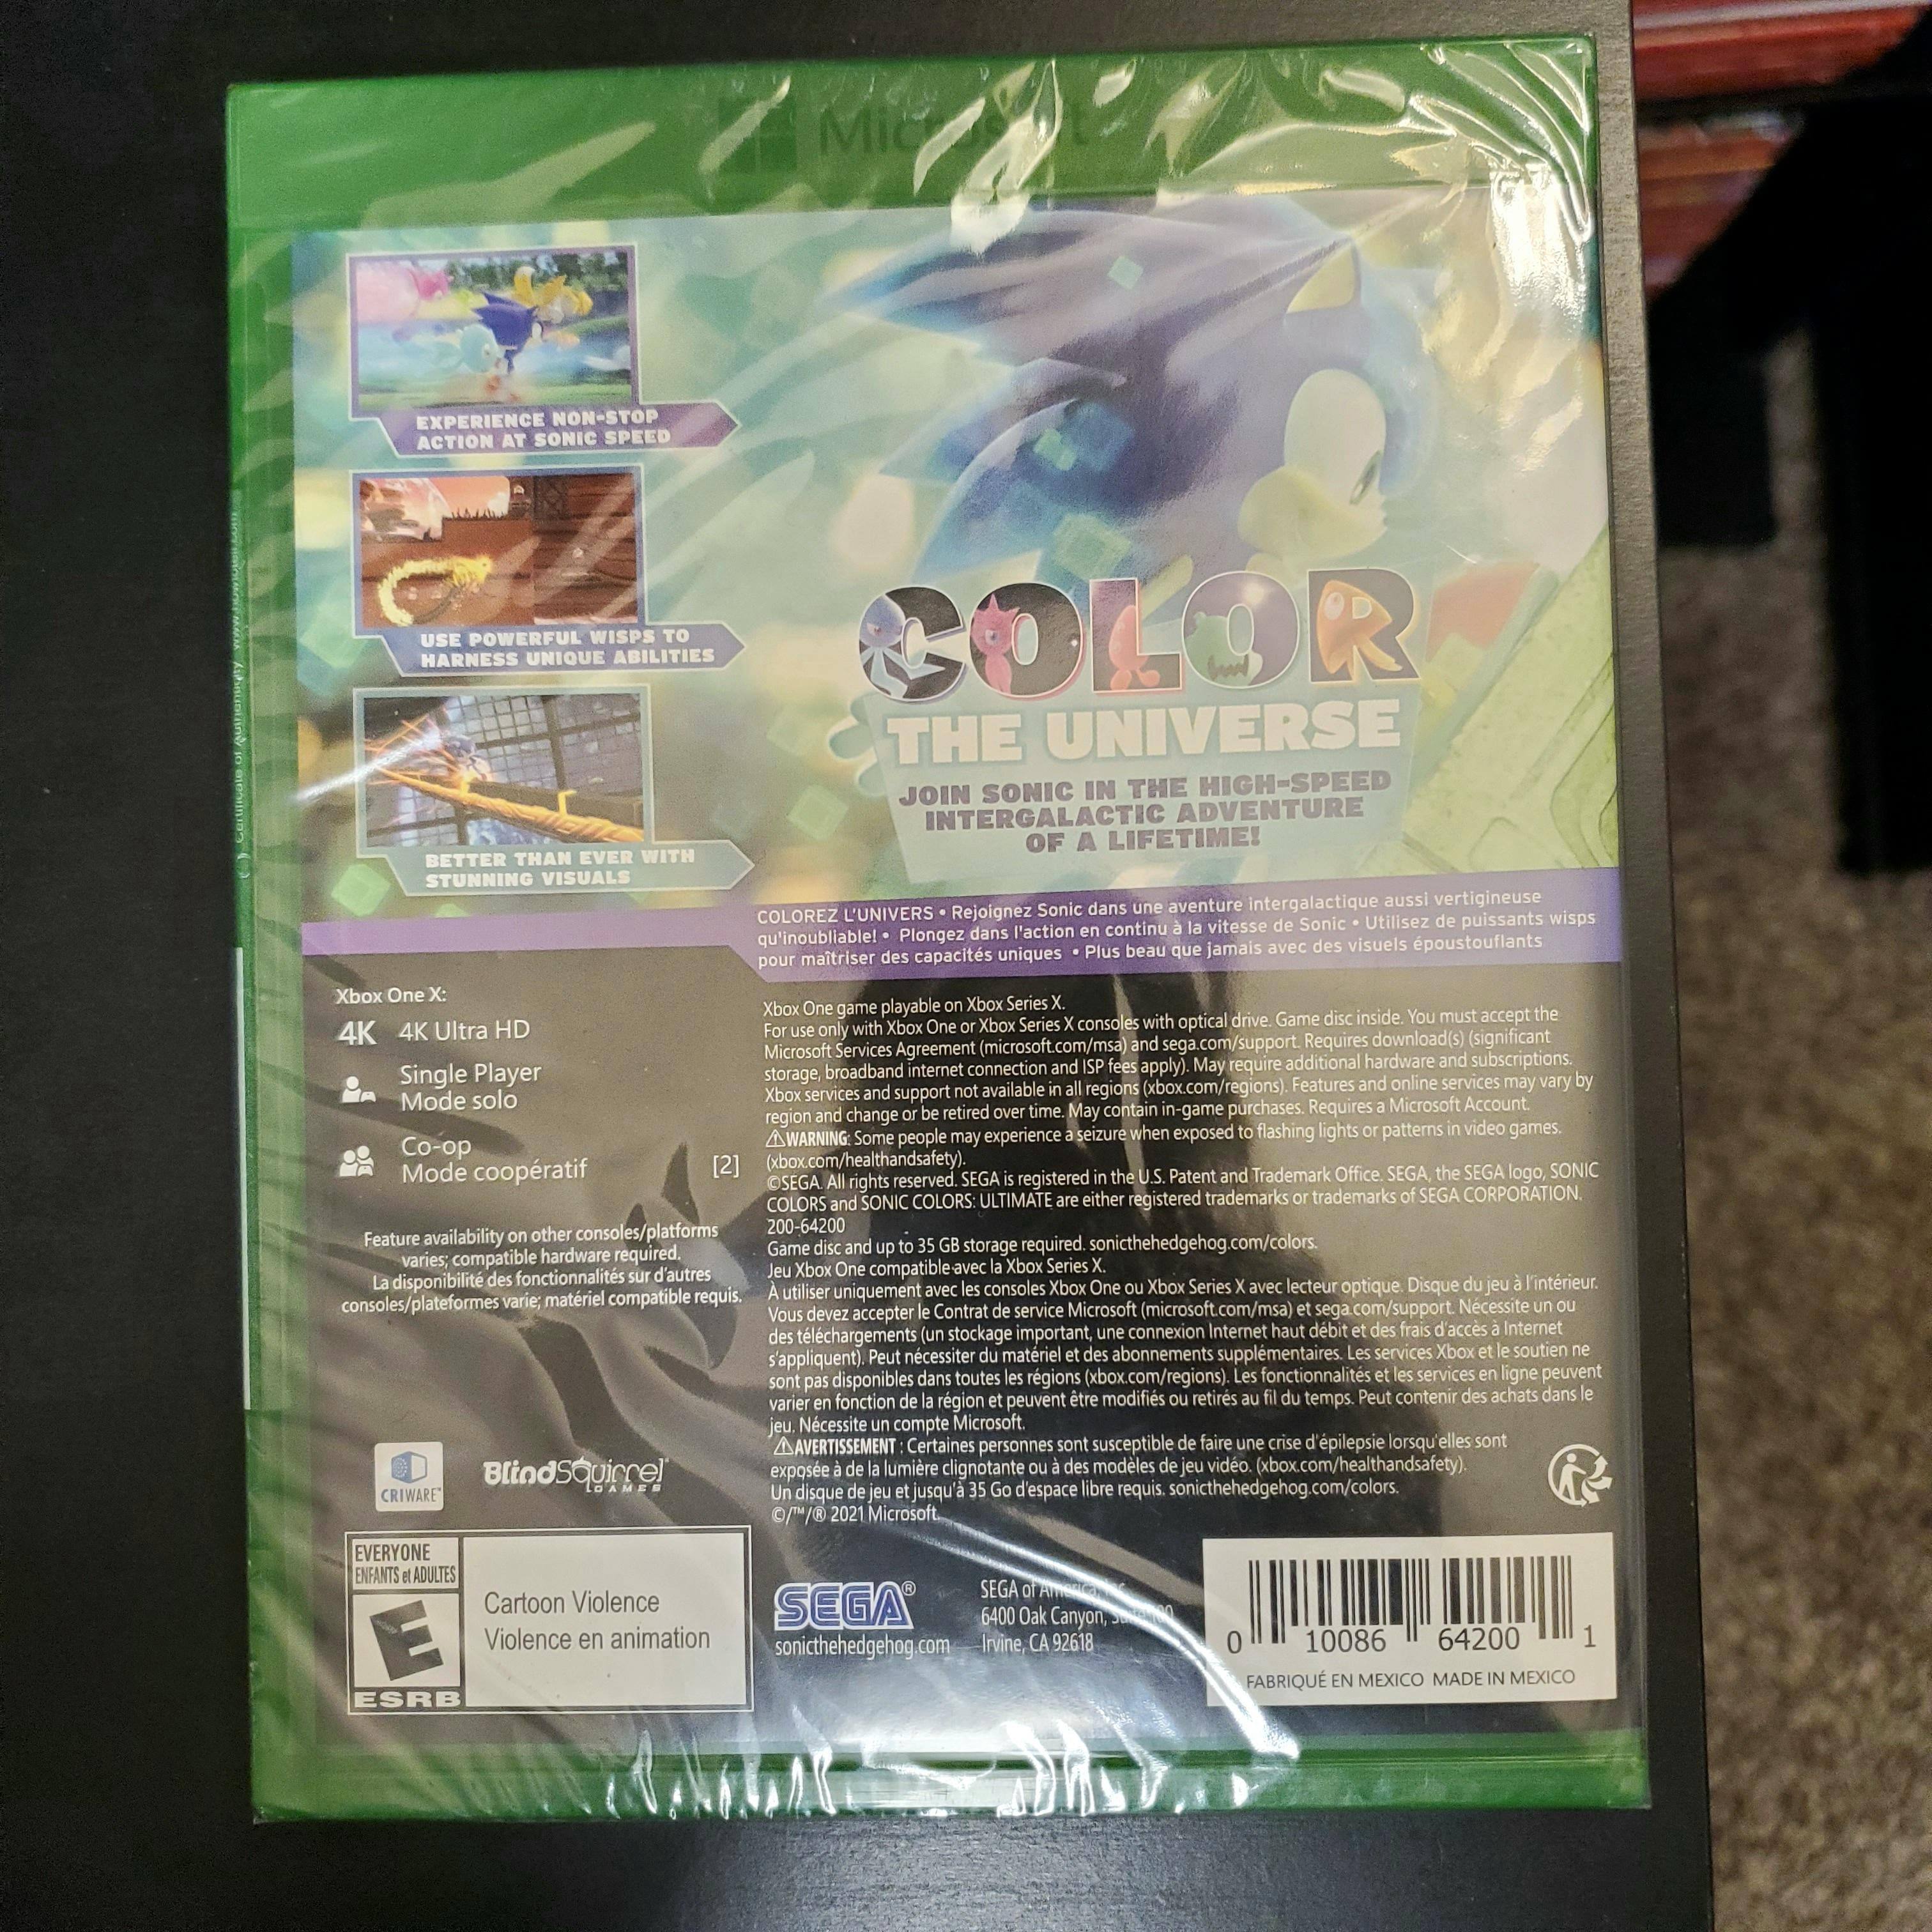 Microsoft
EXPERIENCE NON-STOP
ACTION AT SONIC SPEED
USE POWERFUL WISPS TO
HARNESS UNIQUE ABILITIES
BETTER THAN EVER WITH
STUNNING VISUALS
COLOR
THE UNIVERSE
JOIN SONIC IN THE HIGH-SPEED
INTERGALACTIC ADVENTURE
OF A LIFETIME!
COLOREZ L'UNIVERS • Rejoignez Sonic dans une aventure intergalactique aussi vertigineuse
qu'inoubliable! • Plongez dans l'action en continu à la vitesse de Sonic • Utilisez de puissants wisps
pour maîtriser des capacités uniques • Plus beau que jamais avec des visuels époustouflants
Xbox One X:
4K 4K Ultra HD
Single Player
Mode solo
Co-op
Mode coopératif [2]
Feature availability on other consoles/platforms
varies; compatible hardware required.
La disponibilité des fonctionnalités sur d'autres
consoles/plateformes varie; matériel compatible requis.
Xbox One game playable on Xbox Series X.
For use only with Xbox One or Xbox Series X consoles with optical drive. Game disc inside. You must accept the
Microsoft Services Agreement (microsoft.com/msa) and sega.com/support. Requires download(s) (significant
storage, broadband internet connection and ISP fees apply). May require additional hardware and subscriptions.
Xbox services and support not available in all regions (xbox.com/regions). Features and online services may vary by
region and change or be retired over time. May contain in-game purchases. Requires a Microsoft Account.
⚠WARNING: Some people may experience a seizure when exposed to flashing lights or patterns in video games.
(xbox.com/healthandsafety).
©SEGA. All rights reserved. SEGA is registered in the U.S. Patent and Trademark Office. SEGA, the SEGA logo, SONIC
COLORS and SONIC COLORS: ULTIMATE are either registered trademarks or trademarks of SEGA CORPORATION.
200-64200
Game disc and up to 35 GB storage required. sonicthehedgehog.com/colors.
Jeu Xbox One compatible avec la Xbox Series X.
À utiliser uniquement avec les consoles Xbox One ou Xbox Series X avec lecteur optique. Disque du jeu à l'intérieur.
Vous devez accepter le Contrat de service Microsoft (microsoft.com/msa) et sega.com/support. Nécessite un ou
des téléchargements (un stockage important, une connexion Internet haut débit et des frais d'accès à Internet
s'appliquent). Peut nécessiter du matériel et des abonnements supplémentaires. Les services Xbox et le soutien ne
sont pas disponibles dans toutes les régions (xbox.com/regions). Les fonctionnalités et les services en ligne peuvent
varier en fonction de la région et peuvent être modifiés ou retirés au fil du temps. Peut contenir des achats dans le
jeu. Nécessite un compte Microsoft.
⚠AVERTISSEMENT : Certaines personnes sont susceptible de faire une crise d'épilepsie lorsqu'elles sont
exposée à de la lumière clignotante ou à des modèles de jeu vidéo. (xbox.com/healthandsafety).
Un disque de jeu et jusqu'à 35 Go d'espace libre requis. sonicthehedgehog.com/colors.
©/™/® 2021 Microsoft.
CRIWARE™
BlindSquirrel
GAMES
EVERYONE
ENFANTS et ADULTES
E
ESRB
Cartoon Violence
Violence en animation
SEGA®
sonicthehedgehog.com
SEGA of America, Inc.
6400 Oak Canyon, Suite 100
Irvine, CA 92618
0 10086 64200 1
FABRIQUÉ EN MEXICO MADE IN MEXICO
Certificate of Authenticity